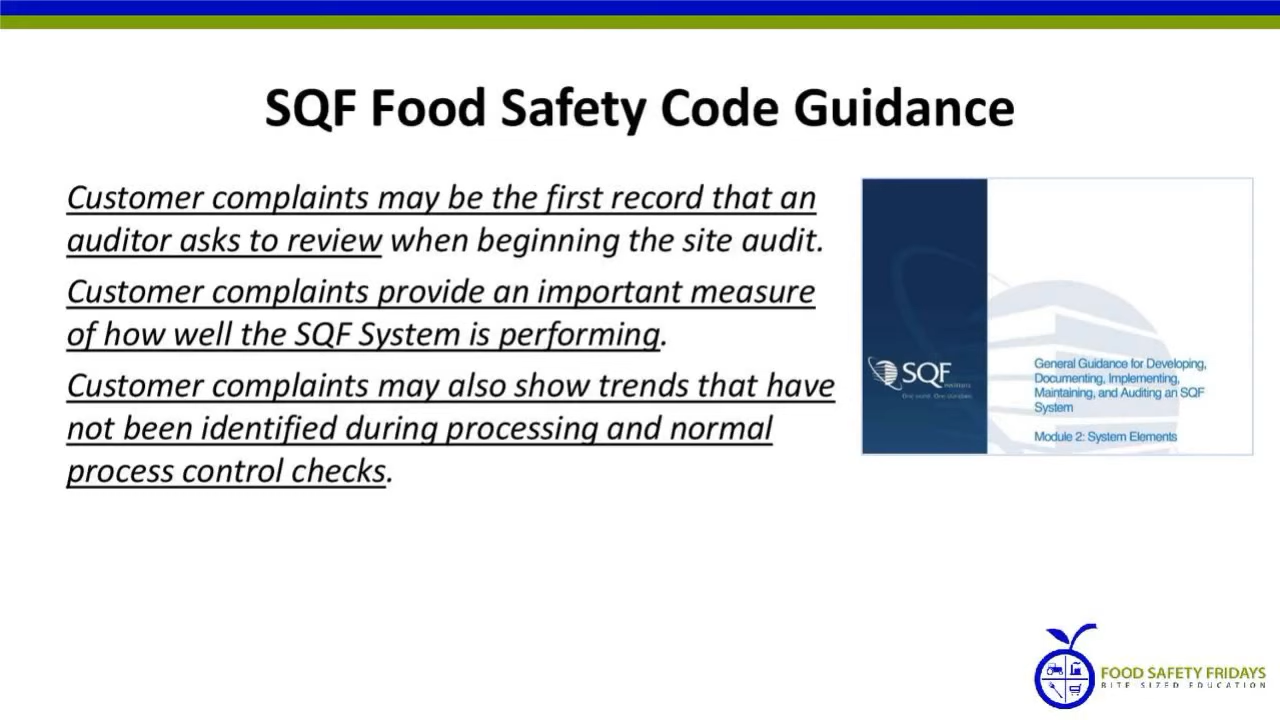 SQF Food Safety Code Guidance
Customer complaints may be the first record that an
auditor asks to review when beginning the site audit.
Customer complaints provide an important measure
of how well the SQF System is performing.
Customer complaints may also show trends that have
not been identified during processing and normal
process control checks.
SQF
One world. One standard.
General Guidance for Developing,
Documenting, Implementing,
Maintaining, and Auditing an SQF
System
Module 2: System Elements
FOOD SAFETY FRIDAYS
BITE SIZED EDUCATION